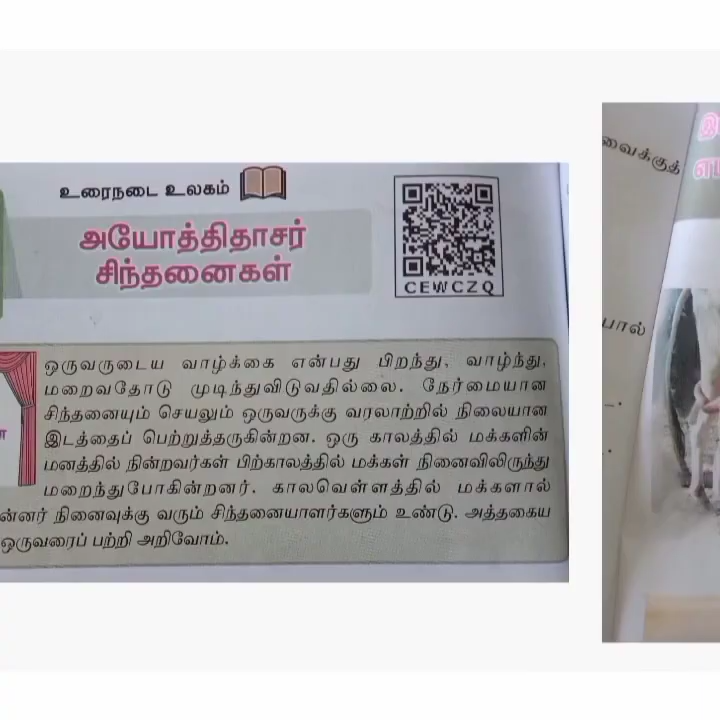 உரைநடை உலகம்
அயோத்திதாசர்
சிந்தனைகள்
CEWCZQ
ஒருவருடைய வாழ்க்கை என்பது பிறந்து, வாழ்ந்து,
மறைவதோடு முடிந்துவிடுவதில்லை. நேர்மையான
சிந்தனையும் செயலும் ஒருவருக்கு வரலாற்றில் நிலையான
இடத்தைப் பெற்றுத்தருகின்றன. ஒரு காலத்தில் மக்களின்
மனத்தில் நின்றவர்கள் பிற்காலத்தில் மக்கள் நினைவிலிருந்து
மறைந்துபோகின்றனர். காலவெள்ளத்தில் மக்களால்
னர் நினைவுக்கு வரும் சிந்தனையாளர்களும் உண்டு. அத்தகைய
ஒருவரைப் பற்றி அறிவோம்.
வைக்குத்
பால்